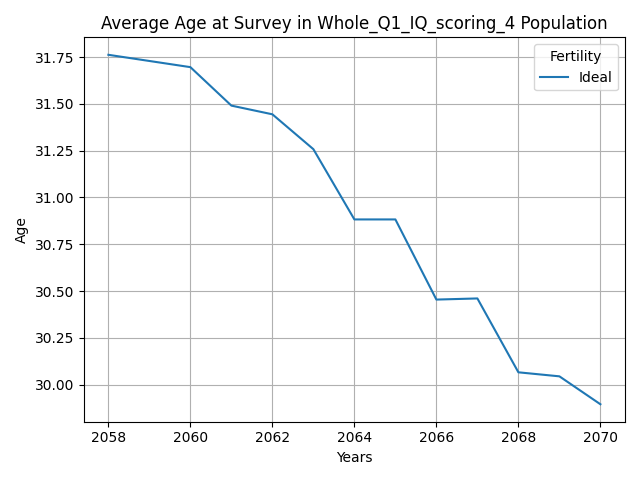 Average Age at Survey in Whole_Q1_IQ_scoring_4 Population
Fertility
Ideal
31.75
31.50
31.25
31.00
30.75
30.50
30.25
30.00
Age
2058 2060 2062 2064 2066 2068 2070
Years